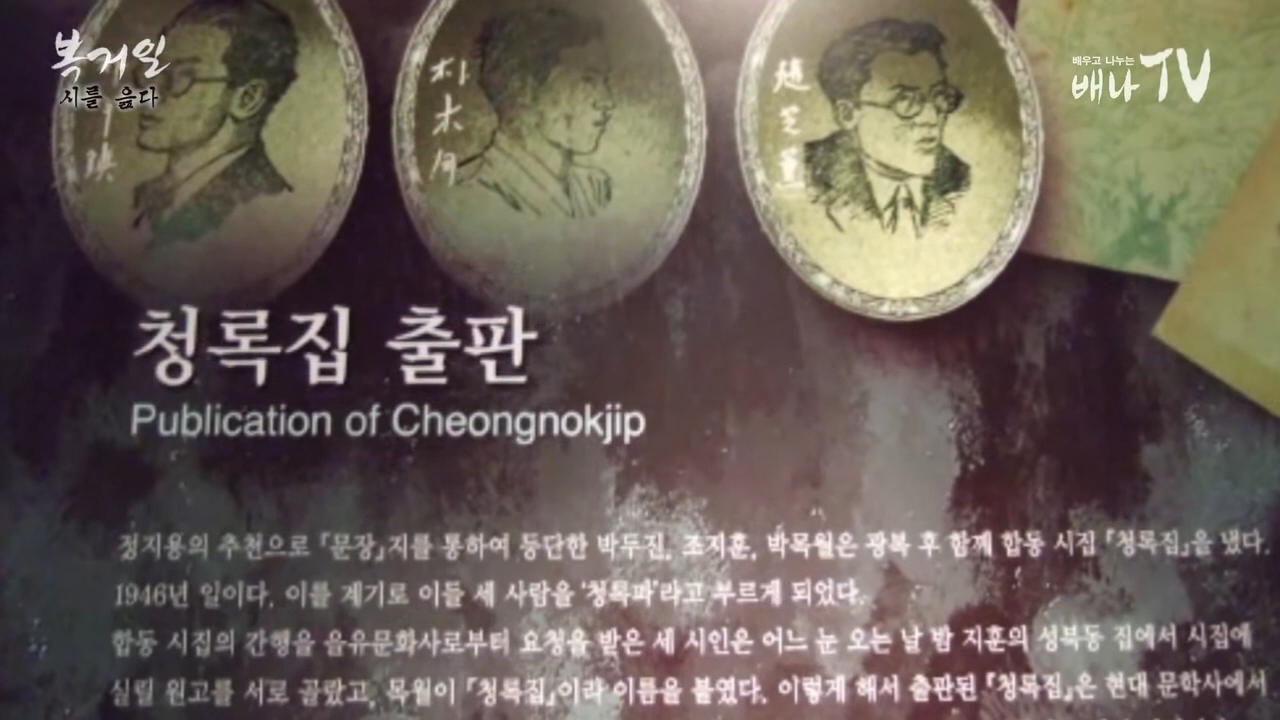 복거일
시를 읊다
배우고 나누는
배나TV
朴
木
月
趙
芝
薰
청록집 출판
Publication of Cheongnokjip
정지용의 추천으로 『문장』지를 통하여 등단한 박두진, 조지훈, 박목월은 광복 후 함께 합동 시집 『청록집』을 냈다.
1946년 일이다. 이를 계기로 이들 세 사람을 '청록파'라고 부르게 되었다.
합동 시집의 간행을 을유문화사로부터 요청을 받은 세 시인은 어느 눈 오는 날 밤 지훈의 성북동 집에서 시집에
실릴 원고를 서로 골랐고, 목월이 『청록집』이라 이름을 붙였다. 이렇게 해서 출판된 『청록집』은 현대 문학사에서